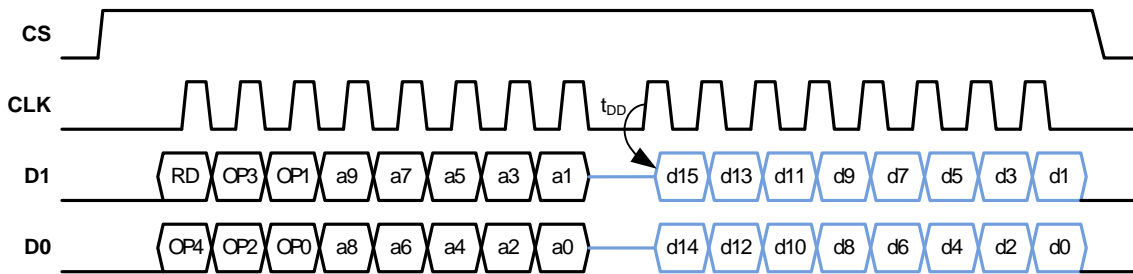 CS
CLK tDD
D1 RD OP3 OP1 a9 a7 a5 a3 a1 d15 d13 d11 d9 d7 d5 d3 d1
D0 OP4 OP2 OP0 a8 a6 a4 a2 a0 d14 d12 d10 d8 d6 d4 d2 d0